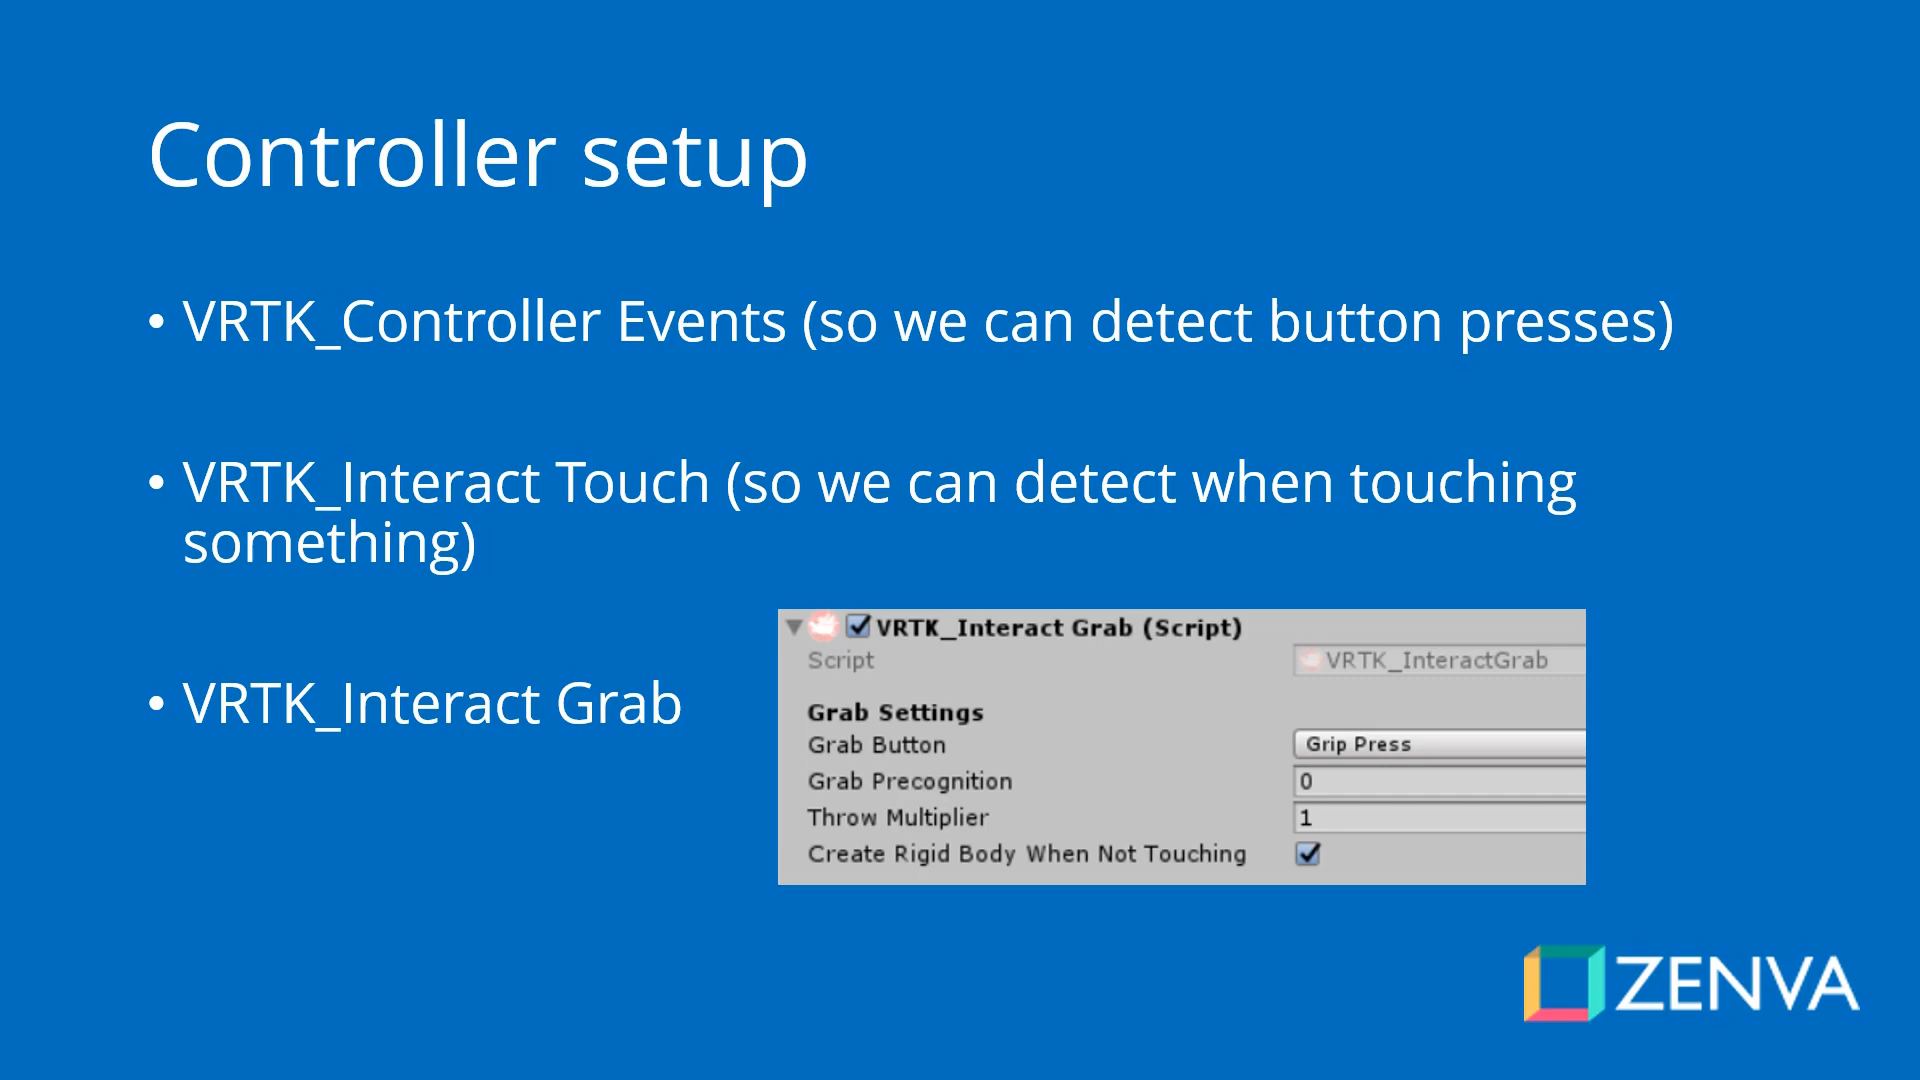 Controller setup
• VRTK_Controller Events (so we can detect button presses)
• VRTK_Interact Touch (so we can detect when touching
something)
• VRTK_Interact Grab
VRTK_Interact Grab (Script)
Script VRTK_InteractGrab
Grab Settings
Grab Button Grip Press
Grab Precognition 0
Throw Multiplier 1
Create Rigid Body When Not Touching
ZENVA